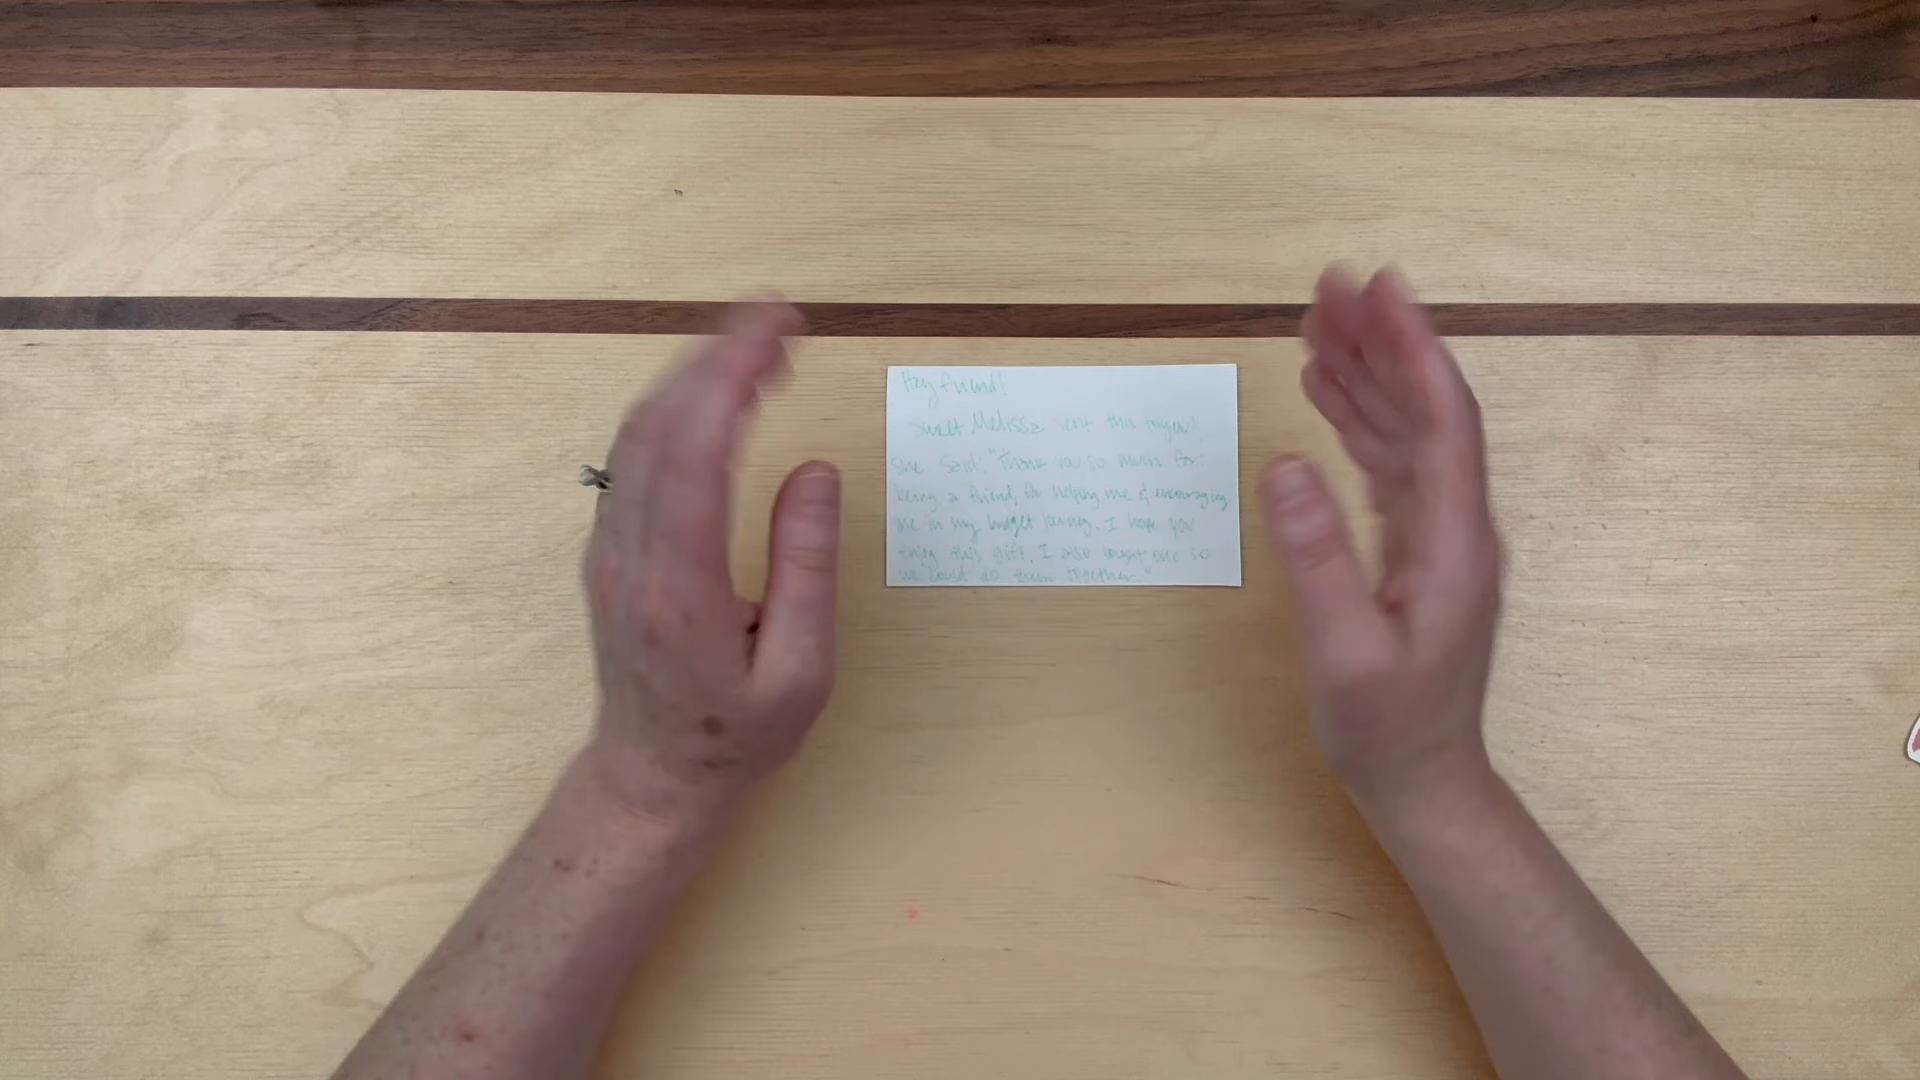 Hey friend!
Sweet Melissa sent this to you!
She said, "Thank you so much for
being a friend, for helping me & encouraging
me in my budget journey. I hope you
enjoy this gift. I also bought one so
we could do them together."